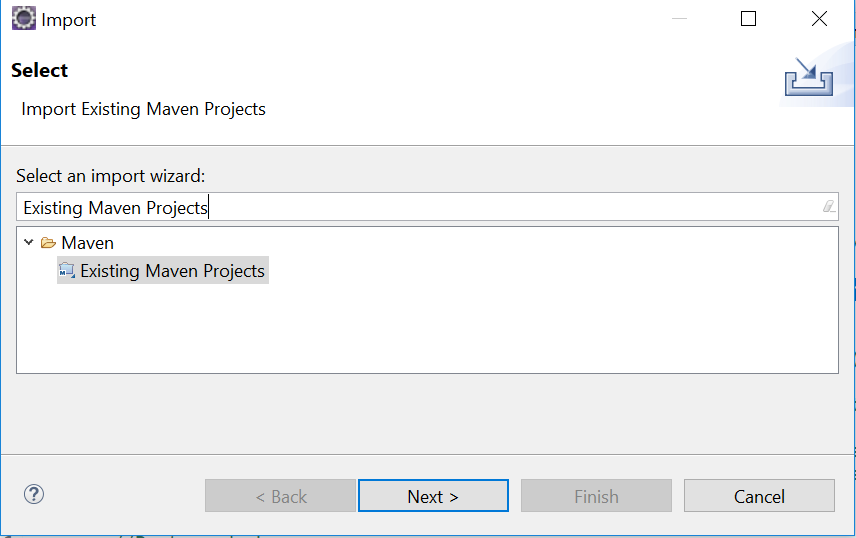 Import
Select
Import Existing Maven Projects
Select an import wizard:
Existing Maven Projects
Maven
Existing Maven Projects
?
< Back Next > Finish Cancel